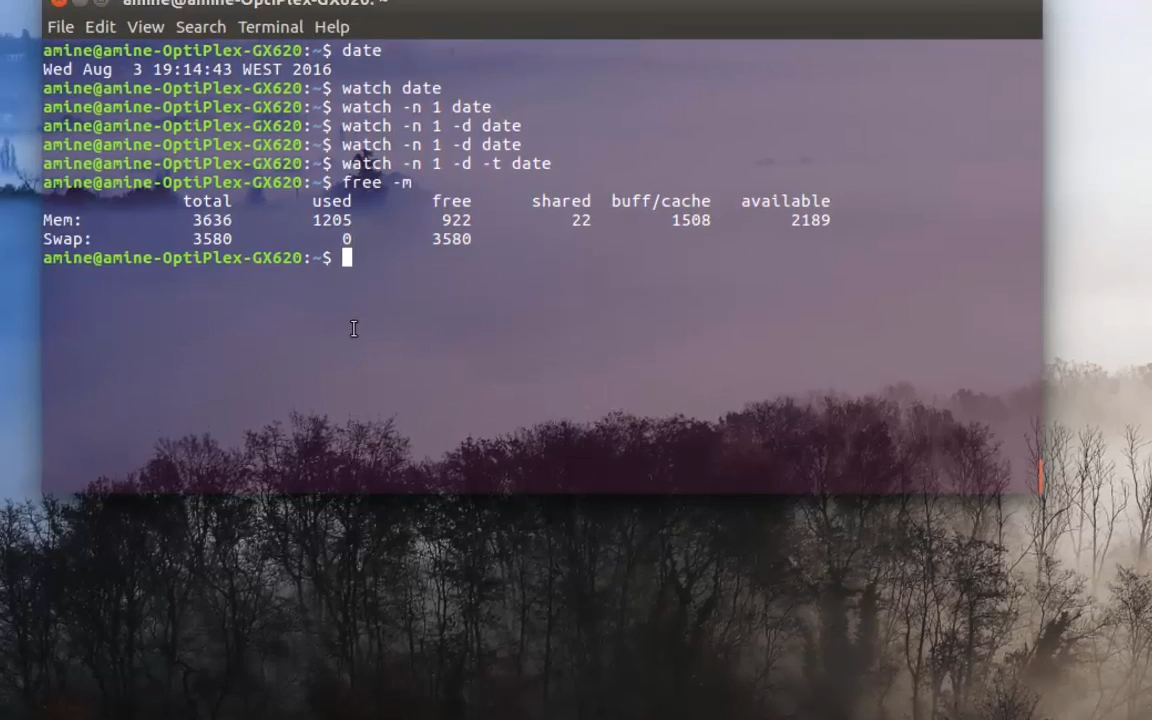 amine@amine-OptiPlex-GX620: ~
File Edit View Search Terminal Help
amine@amine-OptiPlex-GX620:~$ date
Wed Aug  3 19:14:43 WEST 2016
amine@amine-OptiPlex-GX620:~$ watch date
amine@amine-OptiPlex-GX620:~$ watch -n 1 date
amine@amine-OptiPlex-GX620:~$ watch -n 1 -d date
amine@amine-OptiPlex-GX620:~$ watch -n 1 -d date
amine@amine-OptiPlex-GX620:~$ watch -n 1 -d -t date
amine@amine-OptiPlex-GX620:~$ free -m
              total        used        free      shared  buff/cache   available
Mem:           3636        1205         922          22        1508        2189
Swap:          3580           0        3580
amine@amine-OptiPlex-GX620:~$